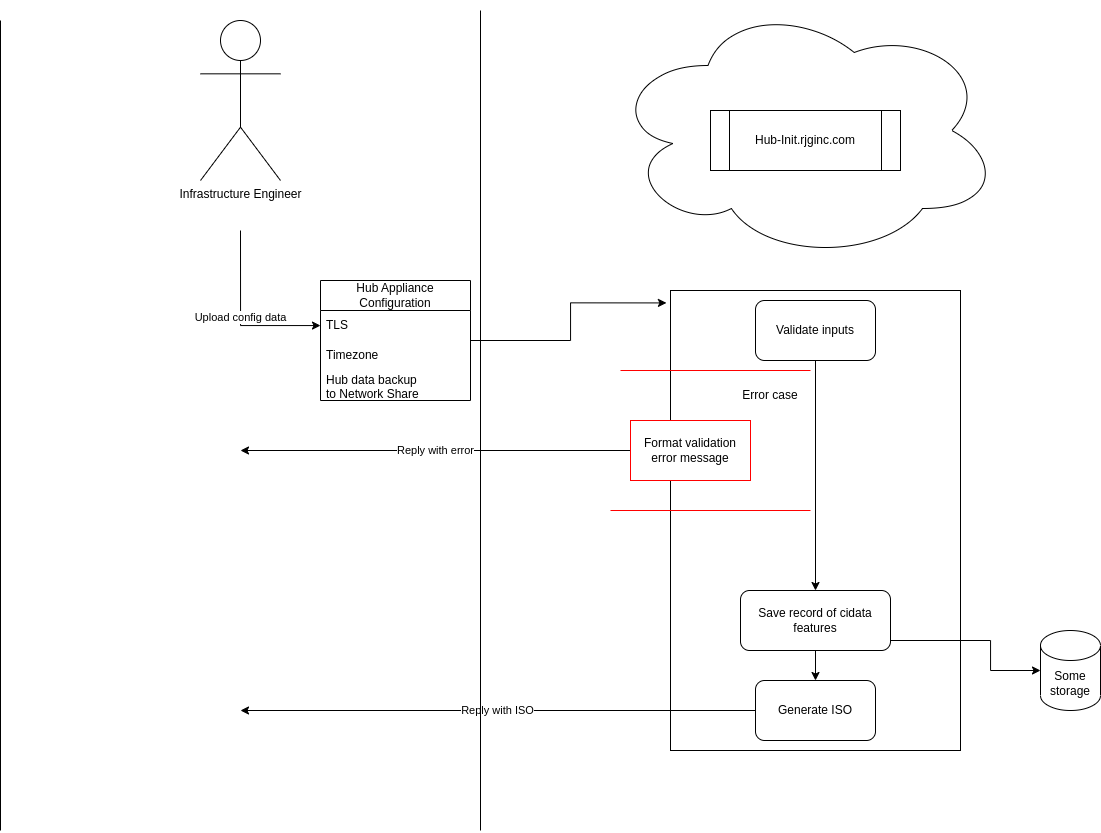 Hub-Init.rjginc.com
Infrastructure Engineer
Hub Appliance
Configuration
Upload config data
TLS
Timezone
Hub data backup
to Network Share
Validate inputs
Error case
Format validation
error message
Reply with error
Save record of cidata
features
Some
storage
Generate ISO
Reply with ISO